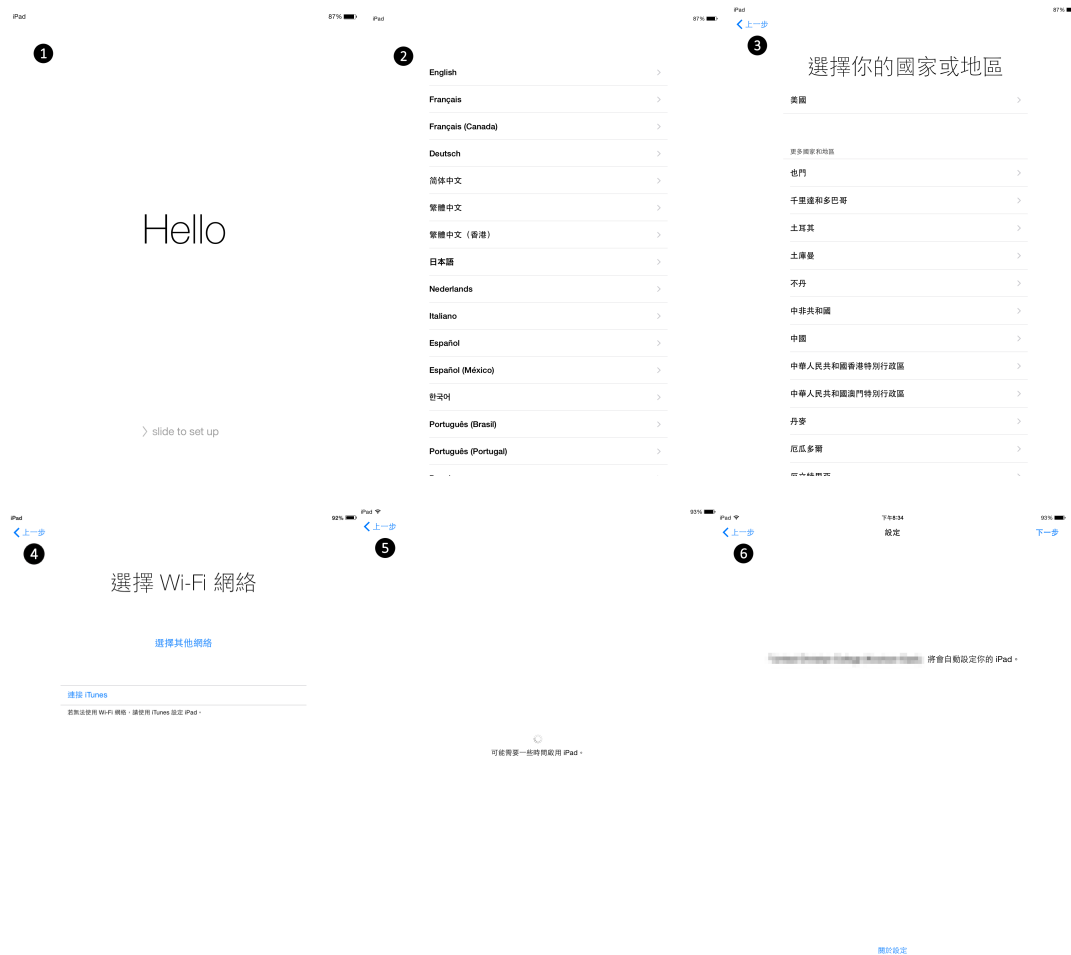 iPad
87%
1
Hello
slide to set up
iPad
87%
2
English
Français
Français (Canada)
Deutsch
简体中文
繁體中文
繁體中文（香港）
日本語
Nederlands
Italiano
Español
Español (México)
한국어
Português (Brasil)
Português (Portugal)
iPad
87%
上一步
3
選擇你的國家或地區
美國
更多國家和地區
也門
千里達和多巴哥
土耳其
土庫曼
不丹
中非共和國
中國
中華人民共和國香港特別行政區
中華人民共和國澳門特別行政區
丹麥
厄瓜多爾
iPad
92%
上一步
4
選擇 Wi-Fi 網絡
選擇其他網絡
連接 iTunes
若無法使用 Wi-Fi 網絡，請使用 iTunes 設定 iPad。
iPad
93%
上一步
5
可能需要一些時間啟用 iPad。
iPad
下午8:34
93%
上一步
設定
下一步
6
將會自動設定你的 iPad。
關於設定